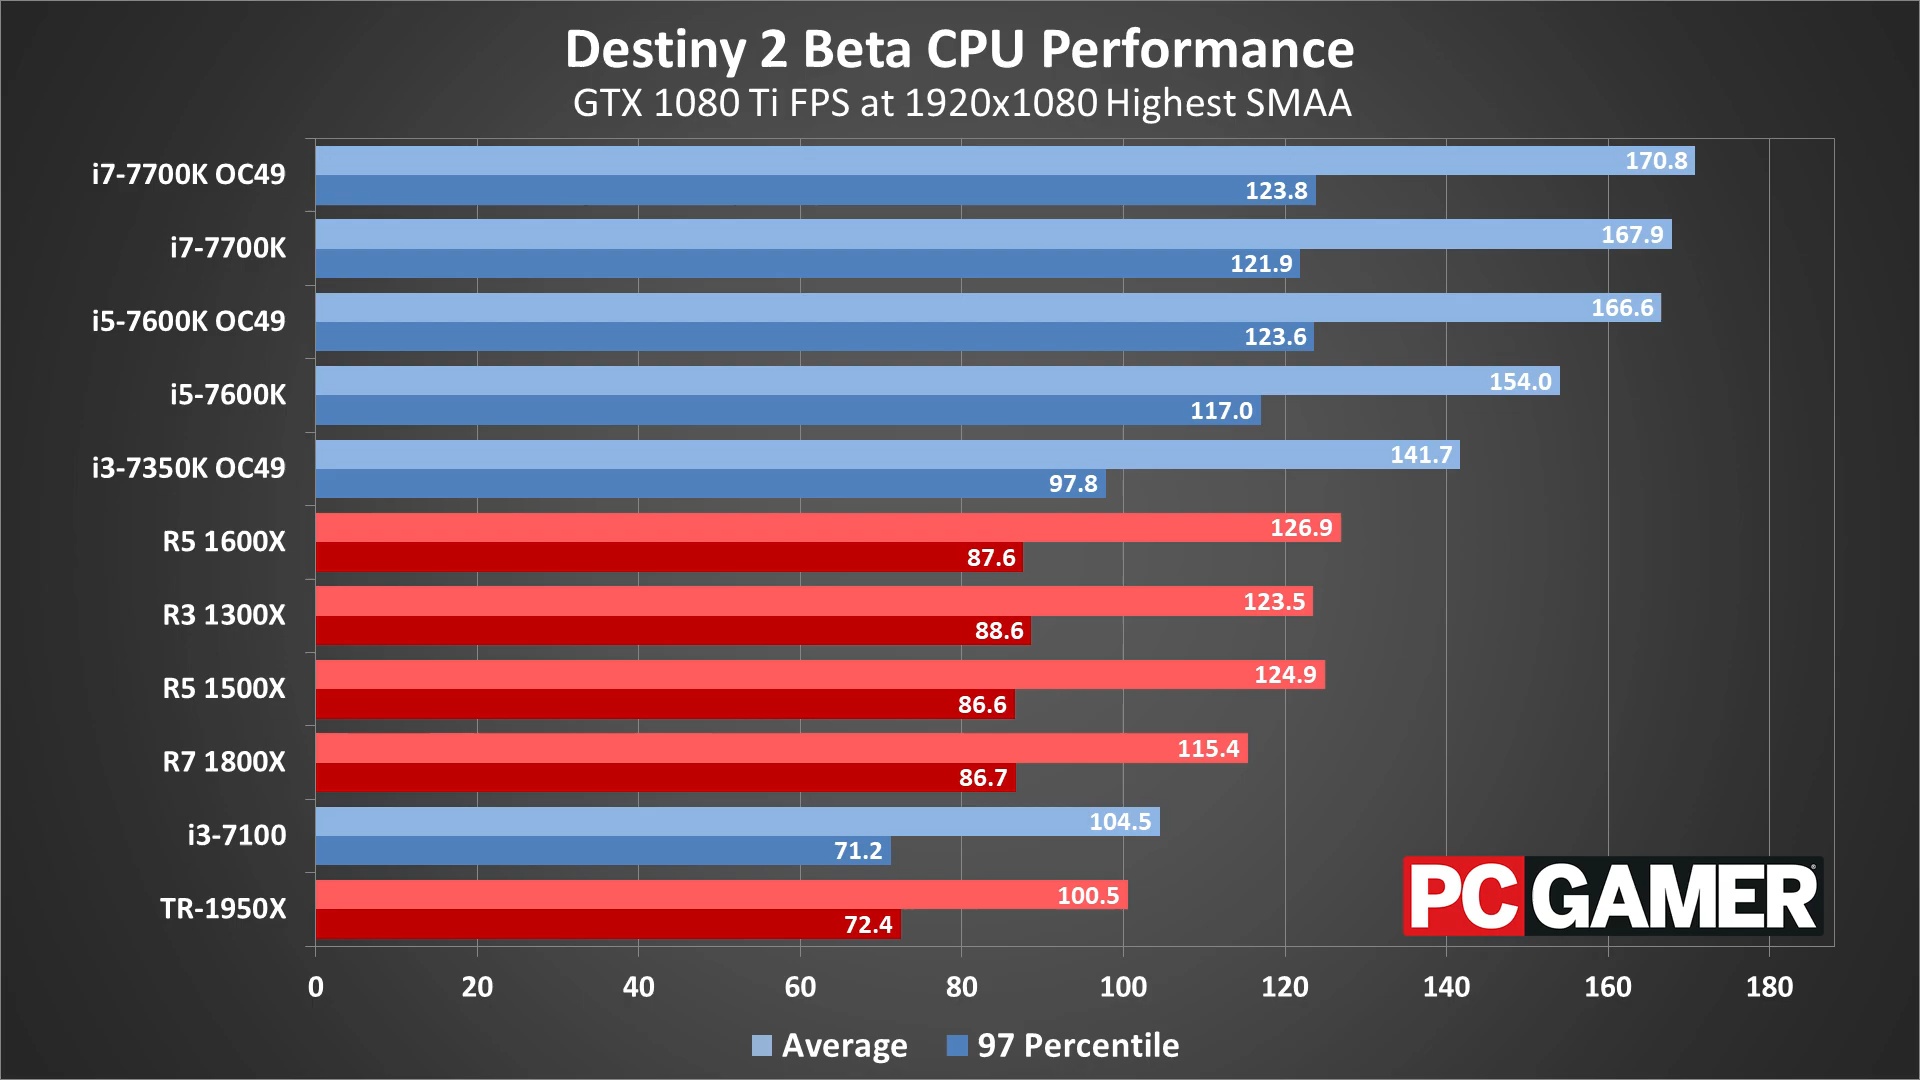 Destiny 2 Beta CPU Performance
GTX 1080 Ti FPS at 1920x1080 Highest SMAA
i7-7700K OC49 170.8
123.8
i7-7700K 167.9
121.9
i5-7600K OC49 166.6
123.6
i5-7600K 154.0
117.0
i3-7350K OC49 141.7
97.8
R5 1600X 126.9
87.6
R3 1300X 123.5
88.6
R5 1500X 124.9
86.6
R7 1800X 115.4
86.7
i3-7100 104.5
71.2
TR-1950X 100.5
72.4
PC GAMER
0 20 40 60 80 100 120 140 160 180
Average 97 Percentile